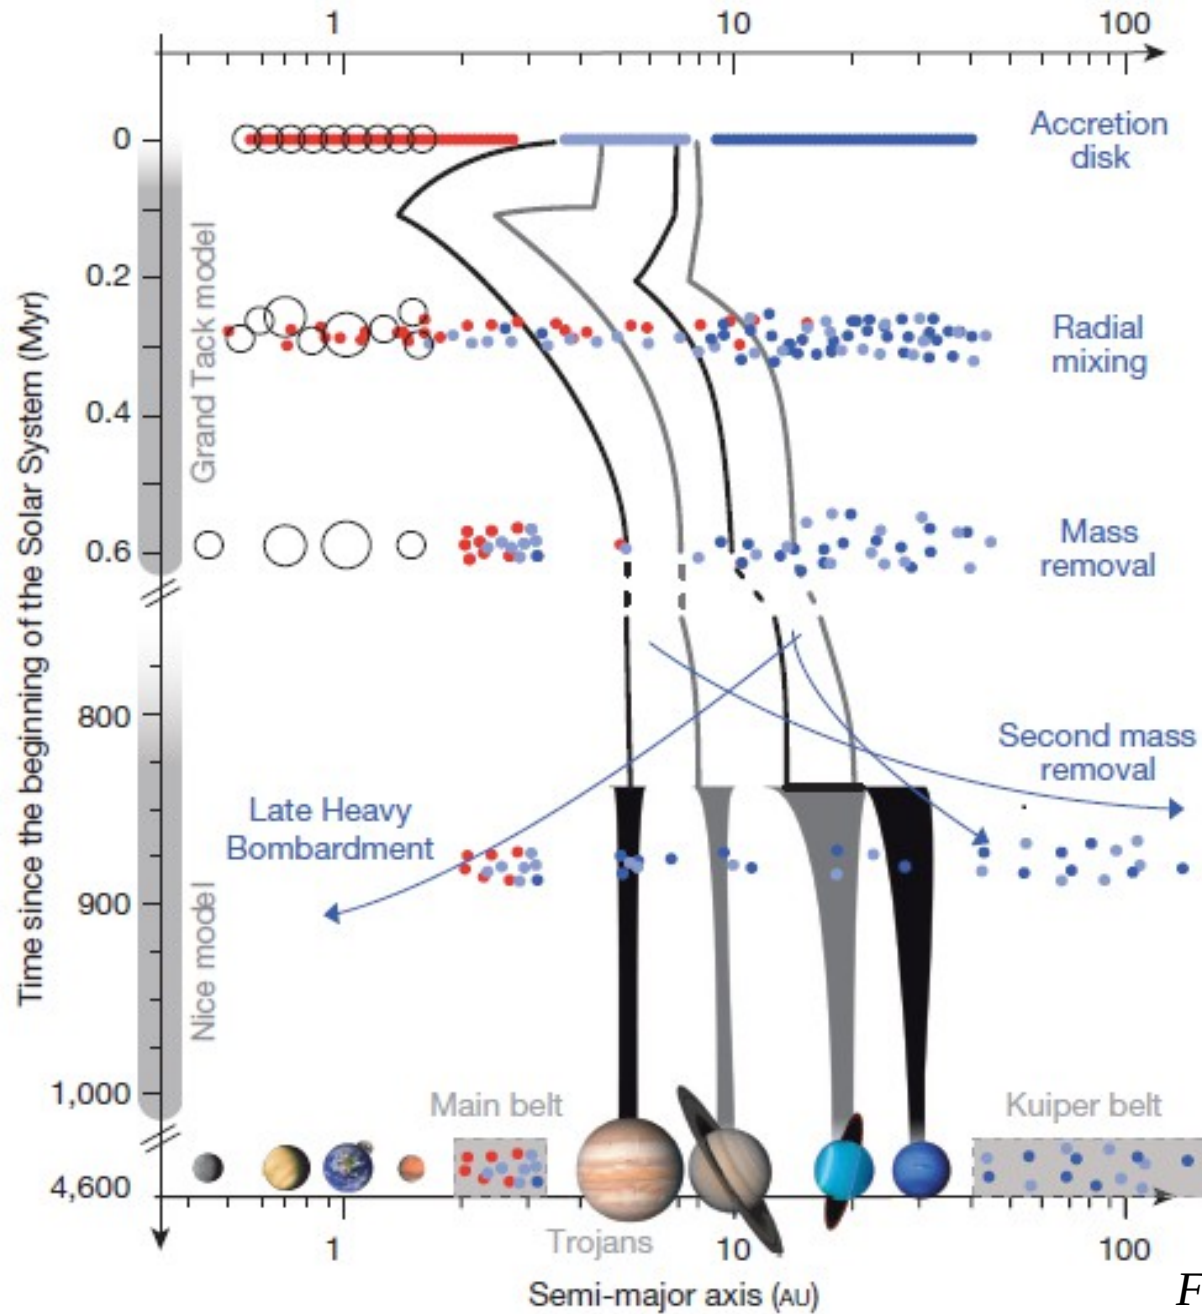 1 10 100
0
Accretion
disk
0.2
Radial
mixing
Grand Tack model
0.4
Mass
removal
0.6
Time since the beginning of the Solar System (Myr)
800
Second mass
removal
Late Heavy
Bombardment
900
Nice model
1,000
Main belt
Kuiper belt
4,600
Trojans
1 10 100
Semi-major axis (AU)
F